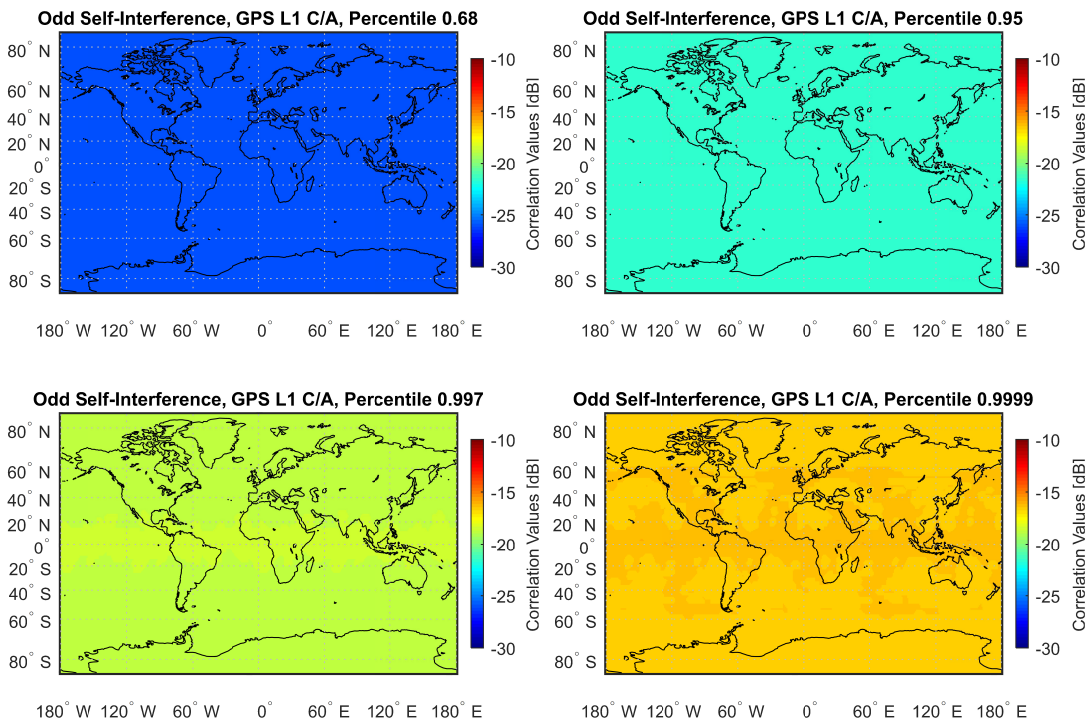 Odd Self-Interference, GPS L1 C/A, Percentile 0.68
80° N
60° N
40° N
20° N
0°
20° S
40° S
60° S
80° S
180° W 120° W 60° W 0° 60° E 120° E 180° E
-10
-15
-20
-25
-30
Correlation Values [dB]
Odd Self-Interference, GPS L1 C/A, Percentile 0.95
80° N
60° N
40° N
20° N
0°
20° S
40° S
60° S
80° S
180° W 120° W 60° W 0° 60° E 120° E 180° E
-10
-15
-20
-25
-30
Correlation Values [dB]
Odd Self-Interference, GPS L1 C/A, Percentile 0.997
80° N
60° N
40° N
20° N
0°
20° S
40° S
60° S
80° S
180° W 120° W 60° W 0° 60° E 120° E 180° E
-10
-15
-20
-25
-30
Correlation Values [dB]
Odd Self-Interference, GPS L1 C/A, Percentile 0.9999
80° N
60° N
40° N
20° N
0°
20° S
40° S
60° S
80° S
180° W 120° W 60° W 0° 60° E 120° E 180° E
-10
-15
-20
-25
-30
Correlation Values [dB]